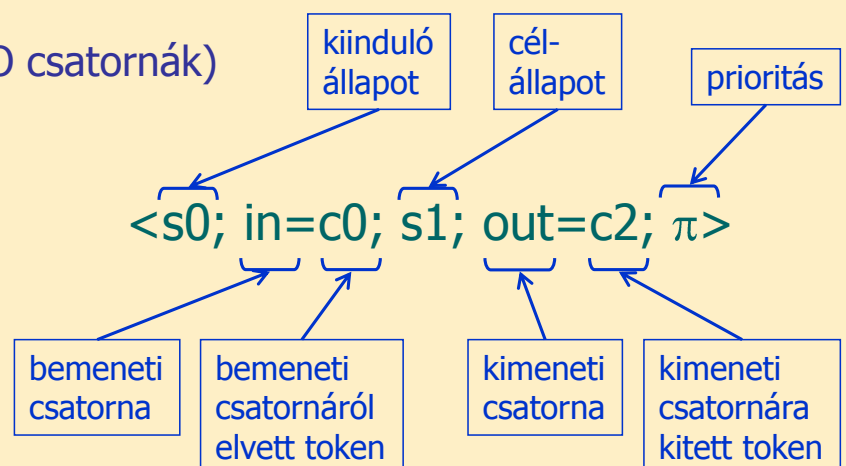 csatornák)
kiinduló
állapot
cél-
állapot
prioritás
<s0; in=c0; s1; out=c2; π>
bemeneti
csatorna
bemeneti
csatornáról
elvett token
kimeneti
csatorna
kimeneti
csatornára
kitett token